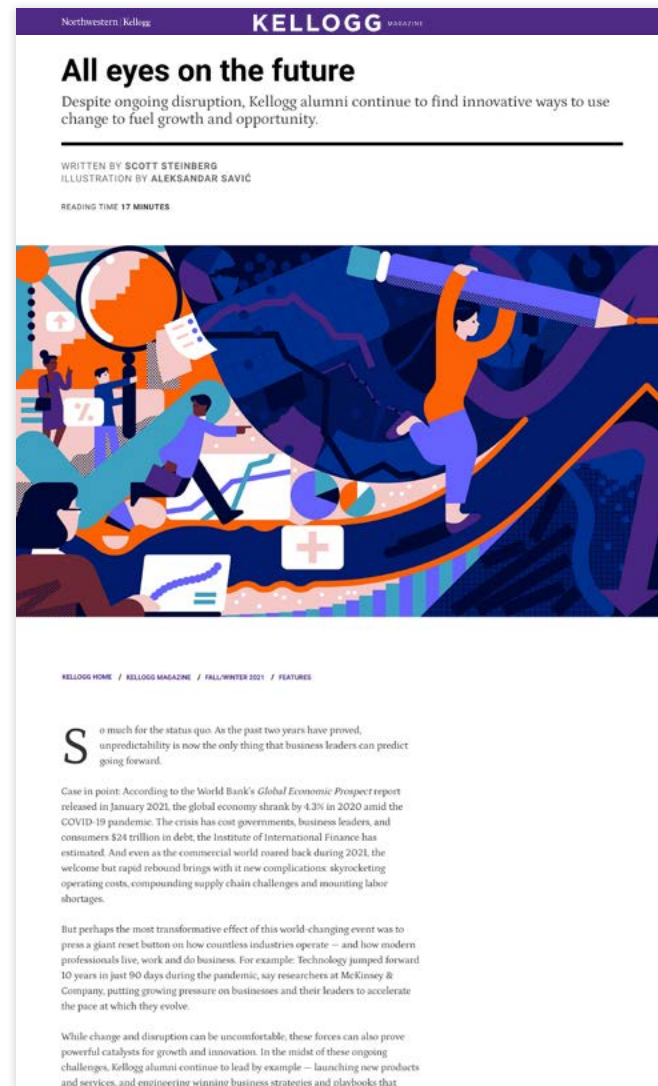 Northwestern | Kellogg
KELLOGG MAGAZINE
All eyes on the future
Despite ongoing disruption, Kellogg alumni continue to find innovative ways to use
change to fuel growth and opportunity.
WRITTEN BY SCOTT STEINBERG
ILLUSTRATION BY ALEKSANDAR SAVIĆ
READING TIME 17 MINUTES
%
KELLOGG HOME / KELLOGG MAGAZINE / FALL/WINTER 2021 / FEATURES
So much for the status quo. As the past two years have proved,
unpredictability is now the only thing that business leaders can predict
going forward.
Case in point: According to the World Bank's Global Economic Prospect report
released in January 2021, the global economy shrank by 4.3% in 2020 amid the
COVID-19 pandemic. The crisis has cost governments, business leaders, and
consumers $24 trillion in debt, the Institute of International Finance has
estimated. And even as the commercial world roared back during 2021, the
welcome but rapid rebound brings with it new complications: skyrocketing
operating costs, compounding supply chain challenges and mounting labor
shortages.
But perhaps the most transformative effect of this world-changing event was to
press a giant reset button on how countless industries operate — and how modern
professionals live, work and do business. For example: Technology jumped forward
10 years in just 90 days during the pandemic, say researchers at McKinsey &
Company, putting growing pressure on businesses and their leaders to accelerate
the pace at which they evolve.
While change and disruption can be uncomfortable, these forces can also prove
powerful catalysts for growth and innovation. In the midst of these ongoing
challenges, Kellogg alumni continue to lead by example — launching new products
and services, and engineering winning business strategies and playbooks that